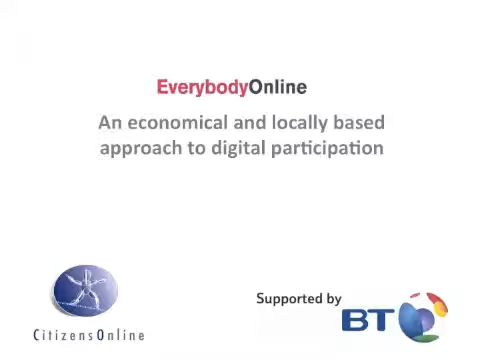 EverybodyOnline
An economical and locally based
approach to digital participation
Supported by
BT
CitizensOnline